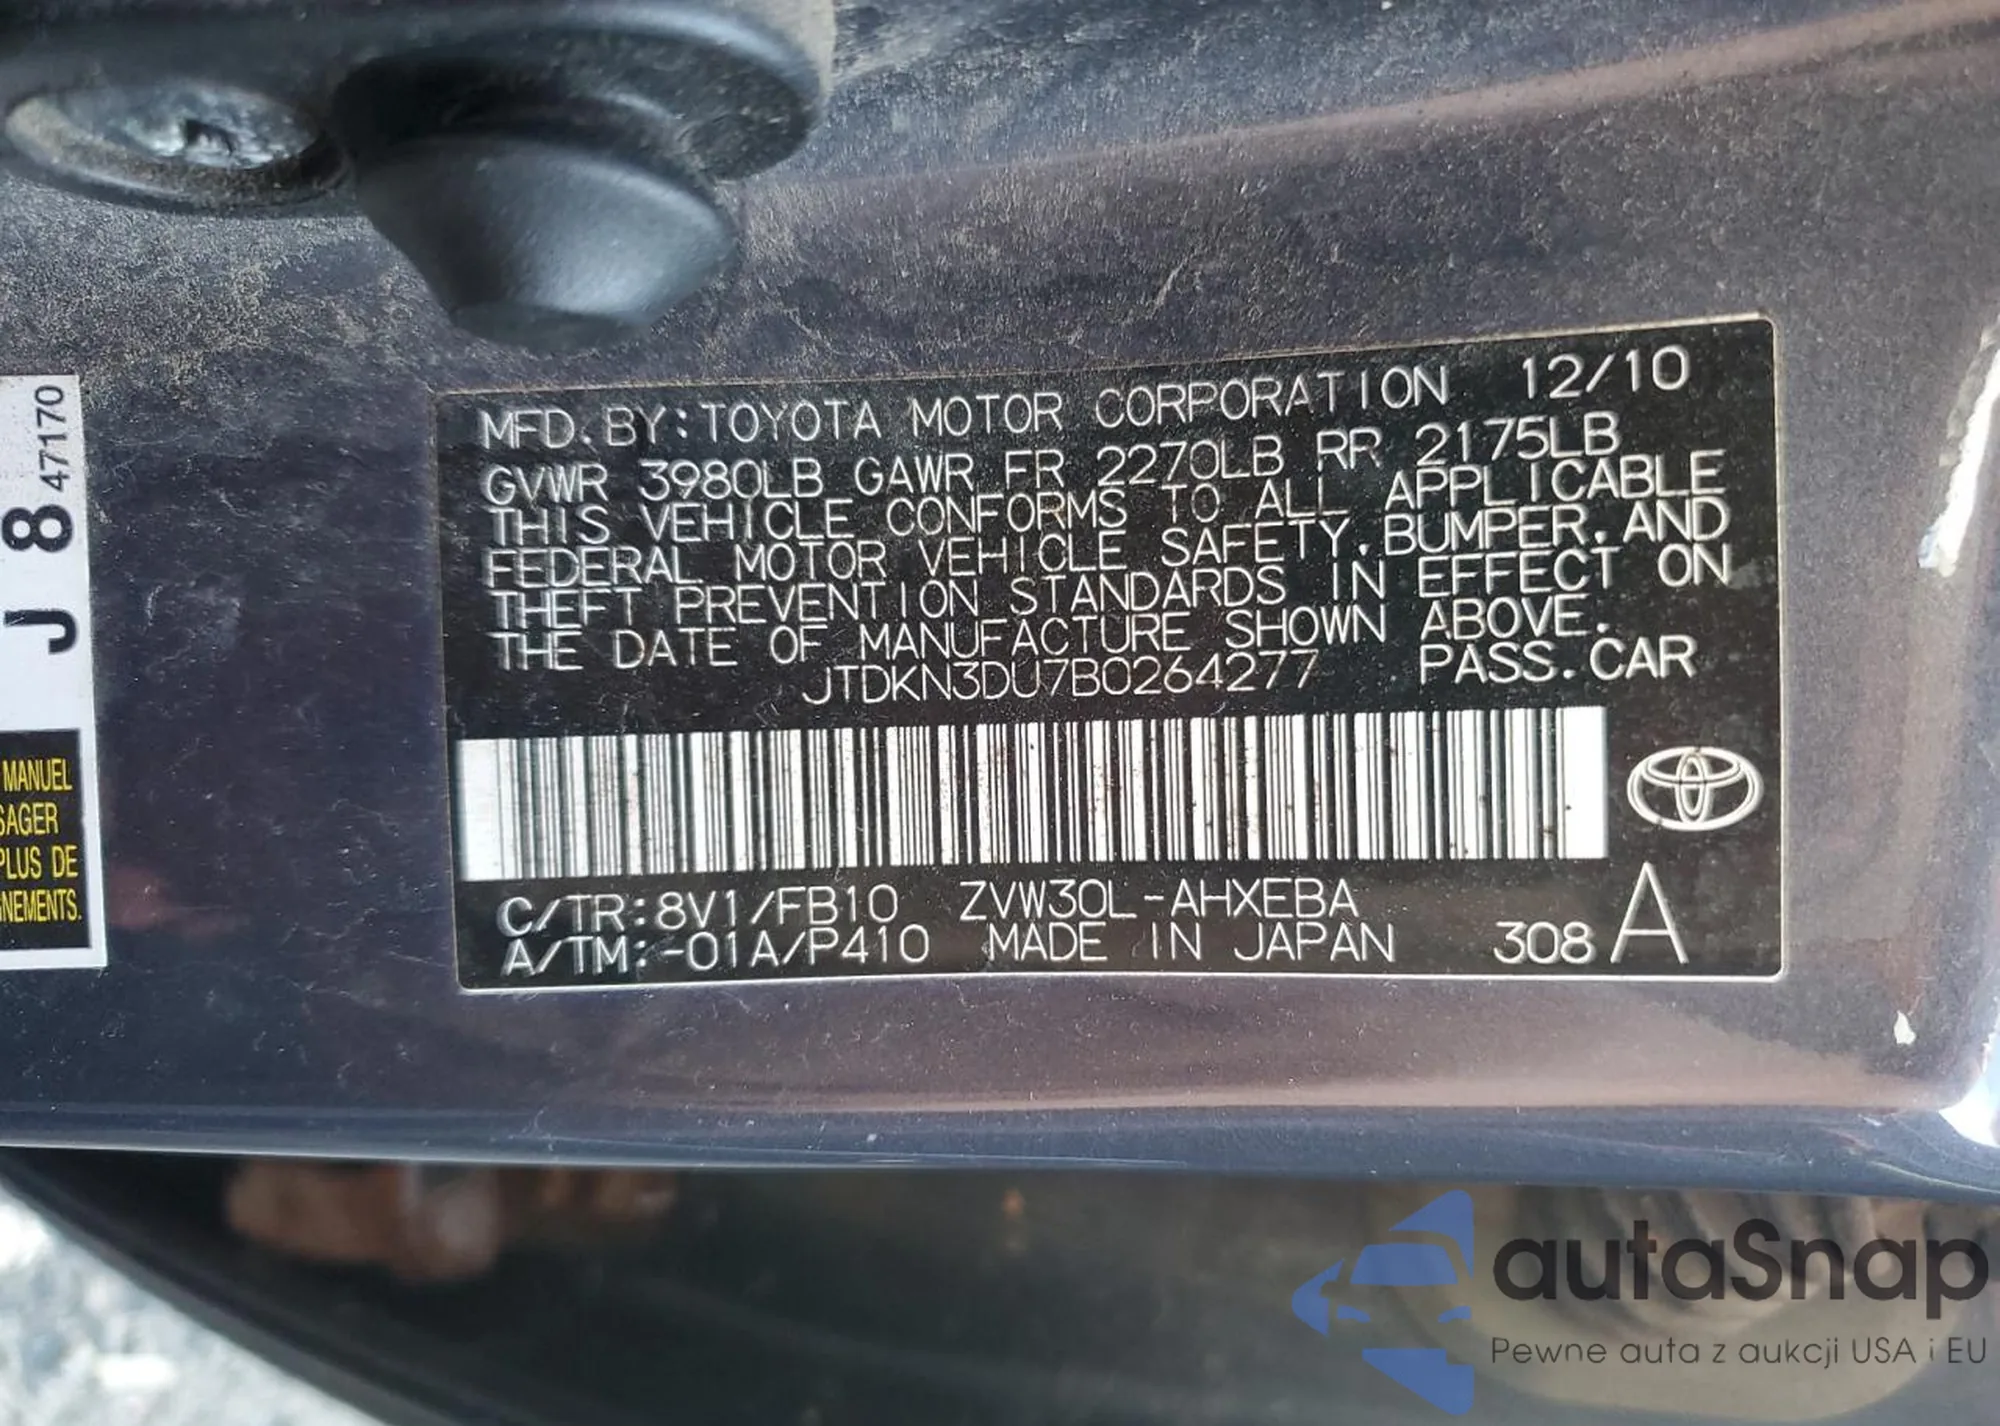 MFD. BY: TOYOTA MOTOR CORPORATION 12/10
GVWR 3980LB GAWR FR 2270LB RR 2175LB
THIS VEHICLE CONFORMS TO ALL APPLICABLE
FEDERAL MOTOR VEHICLE SAFETY, BUMPER, AND
THEFT PREVENTION STANDARDS IN EFFECT ON
THE DATE OF MANUFACTURE SHOWN ABOVE.
JTDKN3DU7B0264277 PASS. CAR
C/TR: 8V1/FB10 ZVW30L-AHXEBA
A/TM: -01A/P410 MADE IN JAPAN 308 A
J 8 47170
MANUEL
SAGER
PLUS DE
GNEMENTS.
autaSnap
Pewne auta z aukcji USA i EU